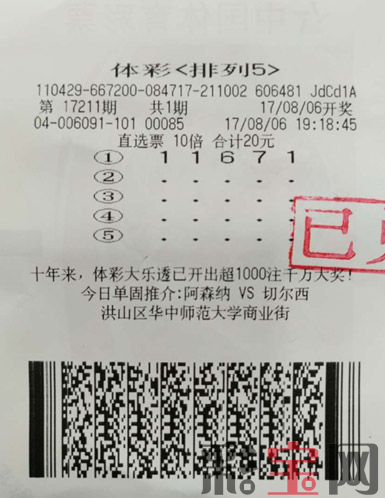 体彩<排列5>
110429-667200-084717-211002 606481 JdCd1A
第 17211期 共1期 17/08/06开奖
04-006091-101 00085 17/08/06 19:18:45
直选票 10倍 合计20元
① 1 1 6 7 1
② . . . . .
③ . . . . .
④ . . . . .
⑤ . . . . .
已
十年来，体彩大乐透已开出超1000注千万大奖！
今日单固推介:阿森纳 VS 切尔西
洪山区华中师范大学商业街
彩宝网